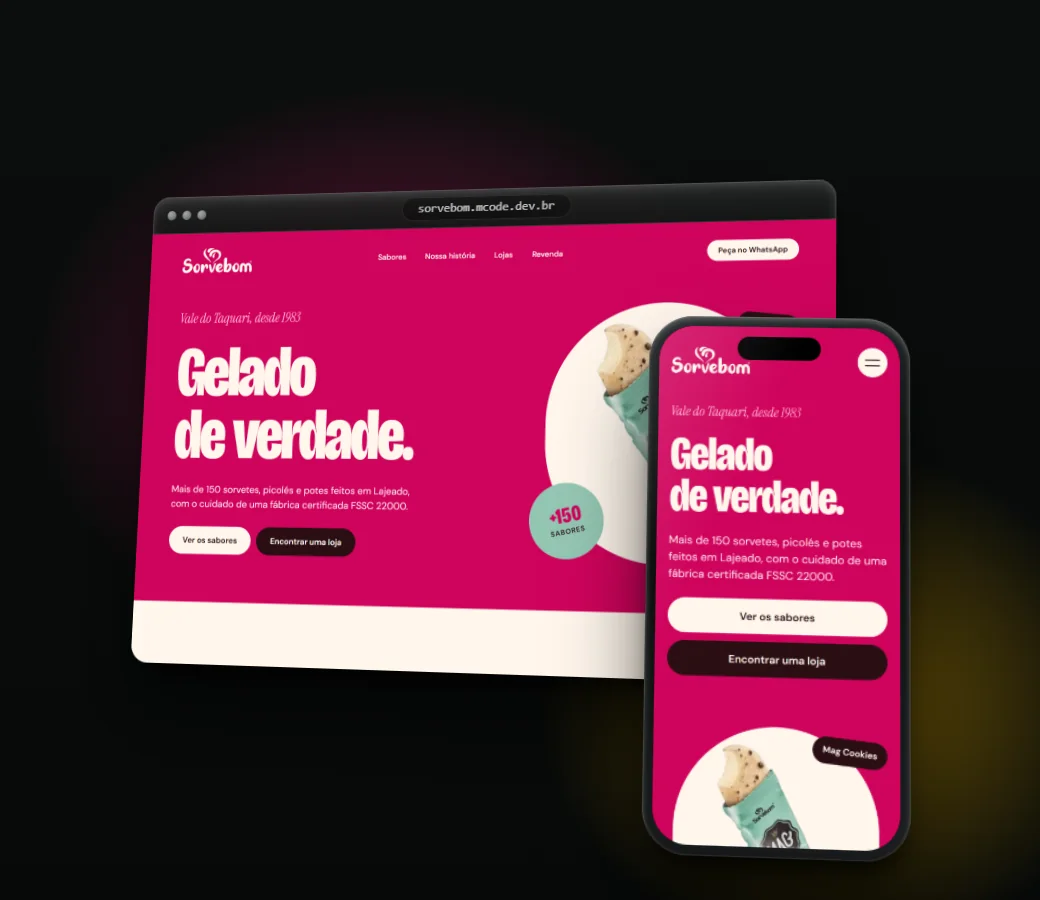 sorvebom.mcode.dev.br
Sorvebom
Sabores
Nossa história
Lojas
Revenda
Peça no WhatsApp
Vale do Taquari, desde 1983
Gelado
de verdade.
Mais de 150 sorvetes, picolés e potes feitos em Lajeado,
com o cuidado de uma fábrica certificada FSSC 22000.
Ver os sabores
Encontrar uma loja
+150
SABORES
Sorvebom
Vale do Taquari, desde 1983
Gelado
de verdade.
Mais de 150 sorvetes, picolés e potes
feitos em Lajeado, com o cuidado de uma
fábrica certificada FSSC 22000.
Ver os sabores
Encontrar uma loja
Mag Cookies
Sorvebom
MAG